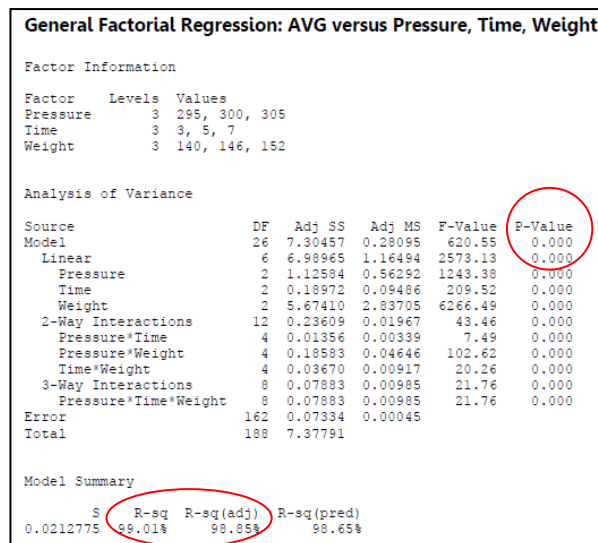 General Factorial Regression: AVG versus Pressure, Time, Weight
Factor Information
Factor Levels Values
Pressure 3 295, 300, 305
Time 3 3, 5, 7
Weight 3 140, 146, 152
Analysis of Variance
Source DF Adj SS Adj MS F-Value P-Value
Model 26 7.30457 0.28095 620.55 0.000
Linear 6 6.98965 1.16494 2573.13 0.000
Pressure 2 1.12584 0.56292 1243.38 0.000
Time 2 0.18972 0.09486 209.52 0.000
Weight 2 5.67410 2.83705 6266.49 0.000
2-Way Interactions 12 0.23609 0.01967 43.46 0.000
Pressure*Time 4 0.01356 0.00339 7.49 0.000
Pressure*Weight 4 0.18583 0.04646 102.62 0.000
Time*Weight 4 0.03670 0.00917 20.26 0.000
3-Way Interactions 8 0.07883 0.00985 21.76 0.000
Pressure*Time*Weight 8 0.07883 0.00985 21.76 0.000
Error 162 0.07334 0.00045
Total 188 7.37791
Model Summary
S R-sq R-sq(adj) R-sq(pred)
0.0212775 99.01% 98.85% 98.65%